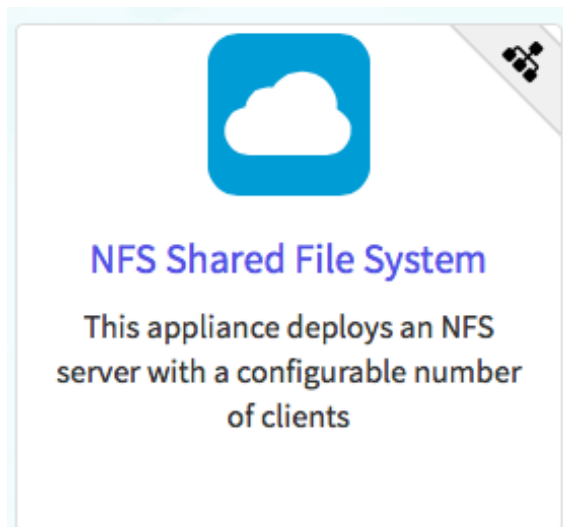 NFS Shared File System
This appliance deploys an NFS
server with a configurable number
of clients